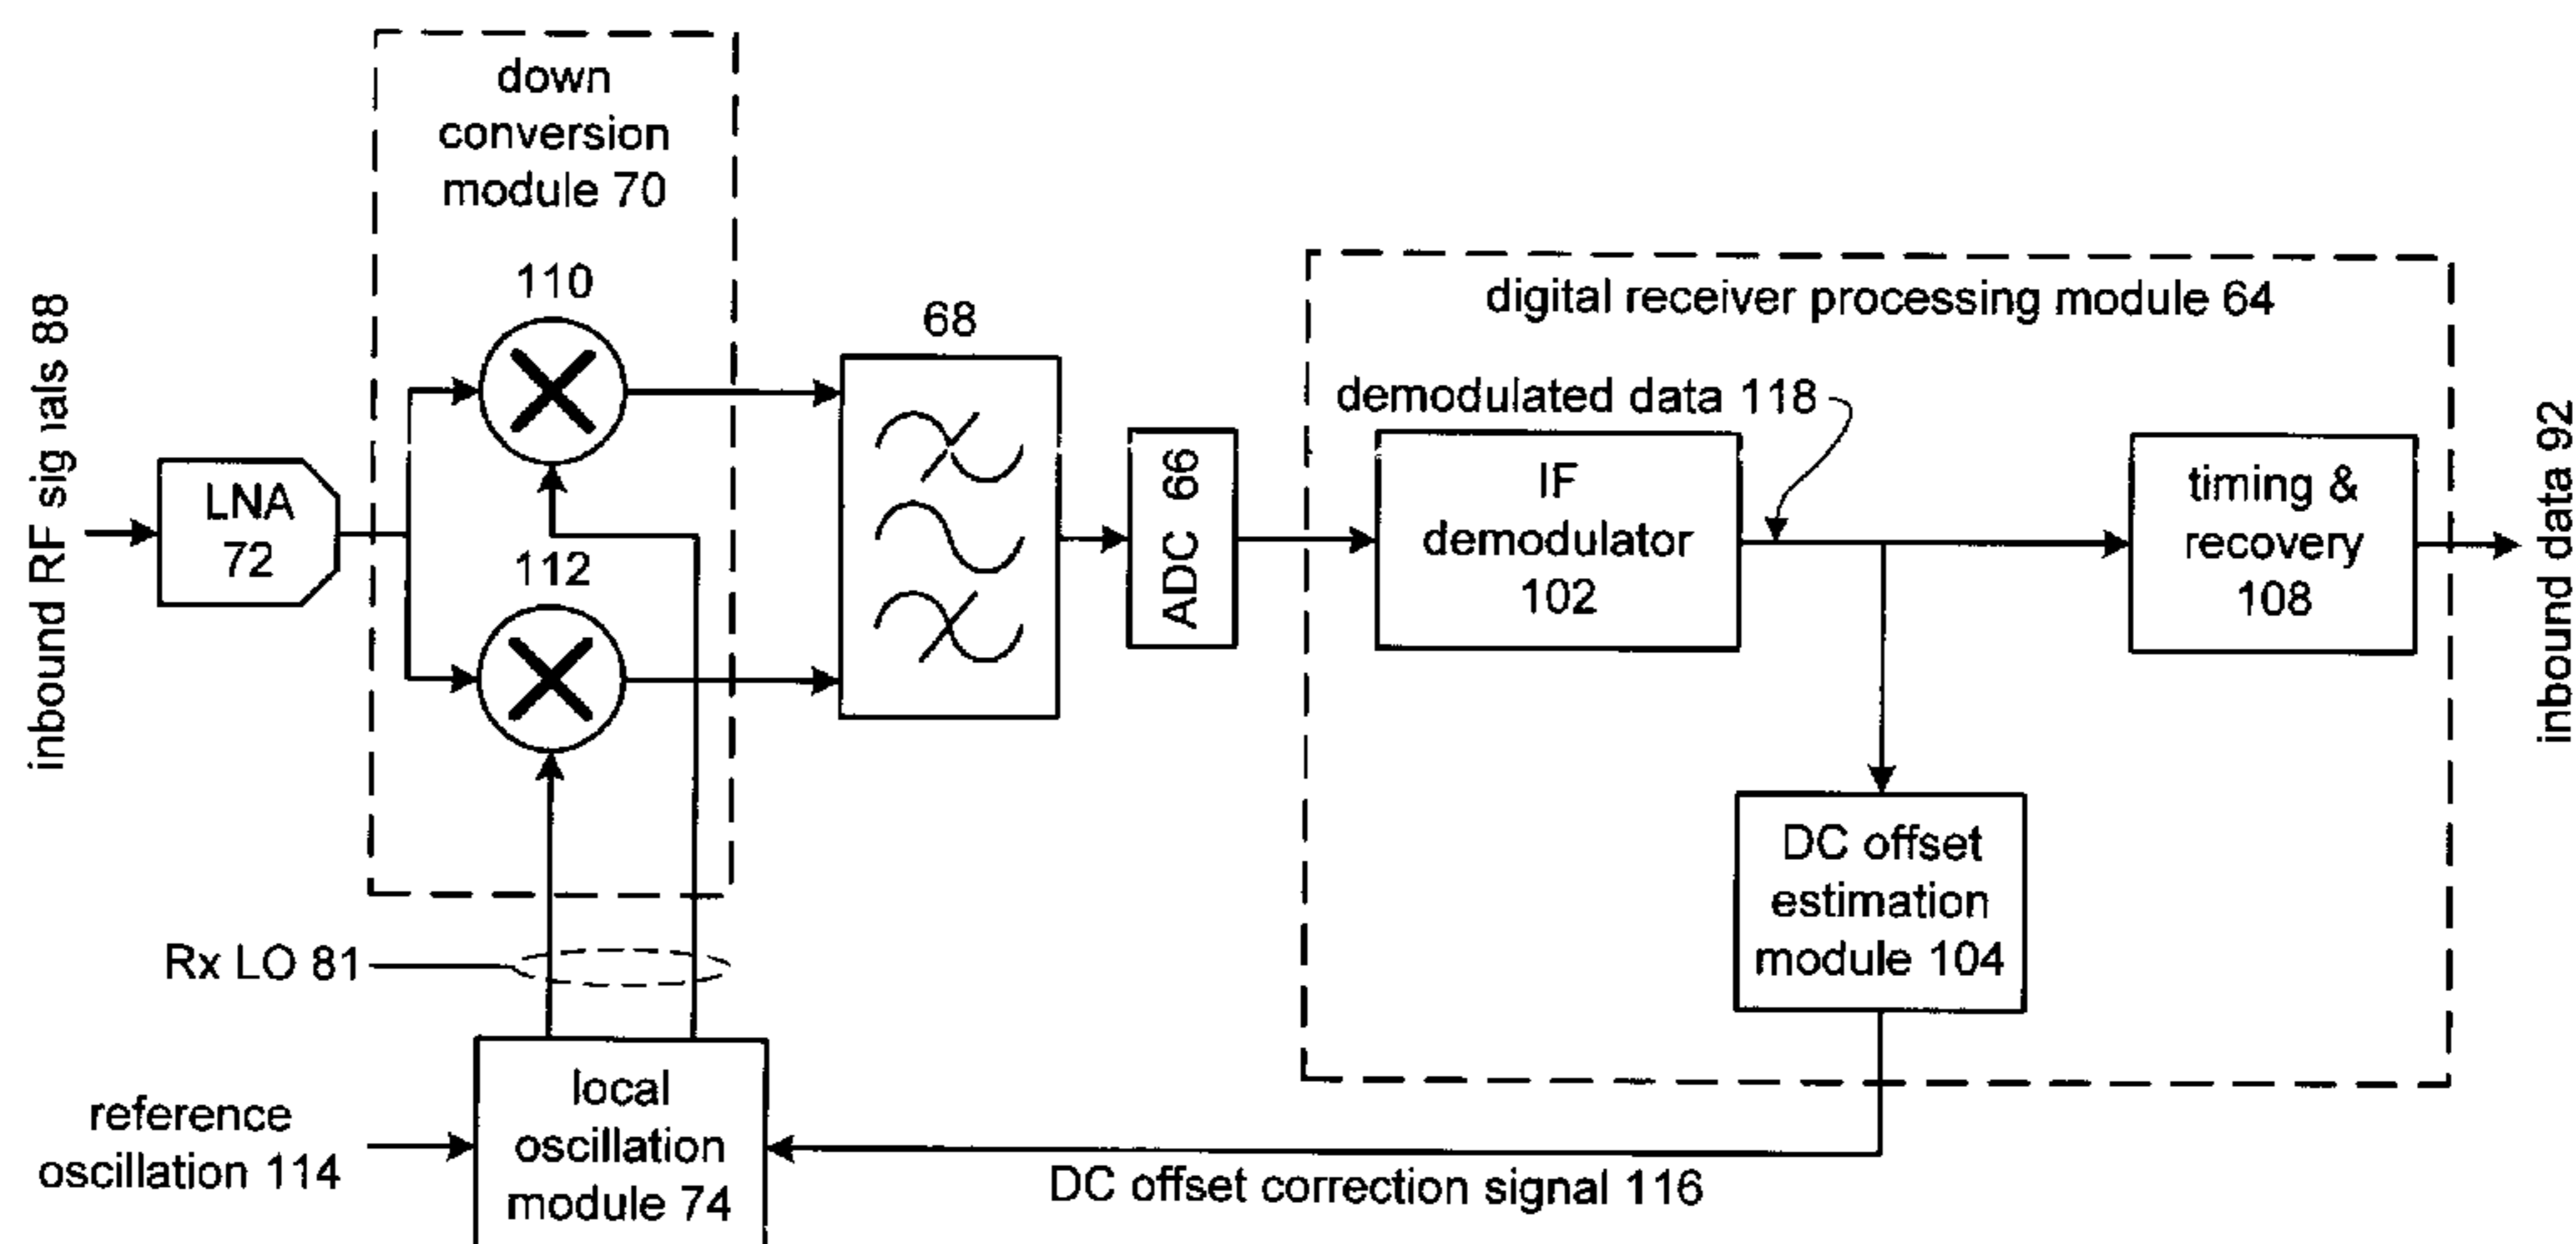 down
conversion
module 70
110
112
inbound RF signals 88
LNA
72
68
ADC 66
digital receiver processing module 64
demodulated data 118
IF
demodulator
102
timing &
recovery
108
inbound data 92
DC offset
estimation
module 104
Rx LO 81
reference
oscillation 114
local
oscillation
module 74
DC offset correction signal 116